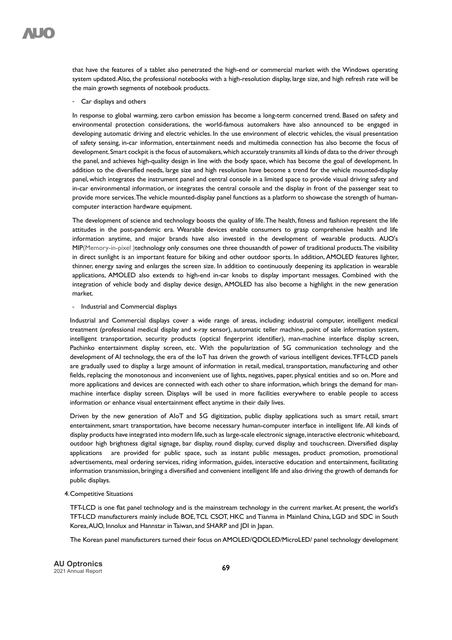 AUO
that have the features of a tablet also penetrated the high-end or commercial market with the Windows operating
system updated. Also, the professional notebooks with a high-resolution display, large size, and high refresh rate will be
the main growth segments of notebook products.
- Car displays and others
In response to global warming, zero carbon emission has become a long-term concerned trend. Based on safety and
environmental protection considerations, the world-famous automakers have also announced to be engaged in
developing automatic driving and electric vehicles. In the use environment of electric vehicles, the visual presentation
of safety sensing, in-car information, entertainment needs and multimedia connection has also become the focus of
development. Smart cockpit is the focus of automakers, which accurately transmits all kinds of data to the driver through
the panel, and achieves high-quality design in line with the body space, which has become the goal of development. In
addition to the diversified needs, large size and high resolution have become a trend for the vehicle mounted-display
panel, which integrates the instrument panel and central console in a limited space to provide visual driving safety and
in-car environmental information, or integrates the central console and the display in front of the passenger seat to
provide more services. The vehicle mounted-display panel functions as a platform to showcase the strength of human-
computer interaction hardware equipment.
The development of science and technology boosts the quality of life. The health, fitness and fashion represent the life
attitudes in the post-pandemic era. Wearable devices enable consumers to grasp comprehensive health and life
information anytime, and major brands have also invested in the development of wearable products. AUO's
MIP(Memory-in-pixel )technology only consumes one three thousandth of power of traditional products. The visibility
in direct sunlight is an important feature for biking and other outdoor sports. In addition, AMOLED features lighter,
thinner, energy saving and enlarges the screen size. In addition to continuously deepening its application in wearable
applications, AMOLED also extends to high-end in-car knobs to display important messages. Combined with the
integration of vehicle body and display device design, AMOLED has also become a highlight in the new generation
market.
- Industrial and Commercial displays
Industrial and Commercial displays cover a wide range of areas, including: industrial computer, intelligent medical
treatment (professional medical display and x-ray sensor), automatic teller machine, point of sale information system,
intelligent transportation, security products (optical fingerprint identifier), man-machine interface display screen,
Pachinko entertainment display screen, etc. With the popularization of 5G communication technology and the
development of AI technology, the era of the IoT has driven the growth of various intelligent devices. TFT-LCD panels
are gradually used to display a large amount of information in retail, medical, transportation, manufacturing and other
fields, replacing the monotonous and inconvenient use of lights, negatives, paper, physical entities and so on. More and
more applications and devices are connected with each other to share information, which brings the demand for man-
machine interface display screen. Displays will be used in more facilities everywhere to enable people to access
information or enhance visual entertainment effect anytime in their daily lives.
Driven by the new generation of AIoT and 5G digitization, public display applications such as smart retail, smart
entertainment, smart transportation, have become necessary human-computer interface in intelligent life. All kinds of
display products have integrated into modern life, such as large-scale electronic signage, interactive electronic whiteboard,
outdoor high brightness digital signage, bar display, round display, curved display and touchscreen. Diversified display
applications are provided for public space, such as instant public messages, product promotion, promotional
advertisements, meal ordering services, riding information, guides, interactive education and entertainment, facilitating
information transmission, bringing a diversified and convenient intelligent life and also driving the growth of demands for
public displays.
4.Competitive Situations
TFT-LCD is one flat panel technology and is the mainstream technology in the current market. At present, the world's
TFT-LCD manufacturers mainly include BOE, TCL CSOT, HKC and Tianma in Mainland China, LGD and SDC in South
Korea, AUO, Innolux and Hannstar in Taiwan, and SHARP and JDI in Japan.
The Korean panel manufacturers turned their focus on AMOLED/QDOLED/MicroLED/ panel technology development
AU Optronics
2021 Annual Report
69